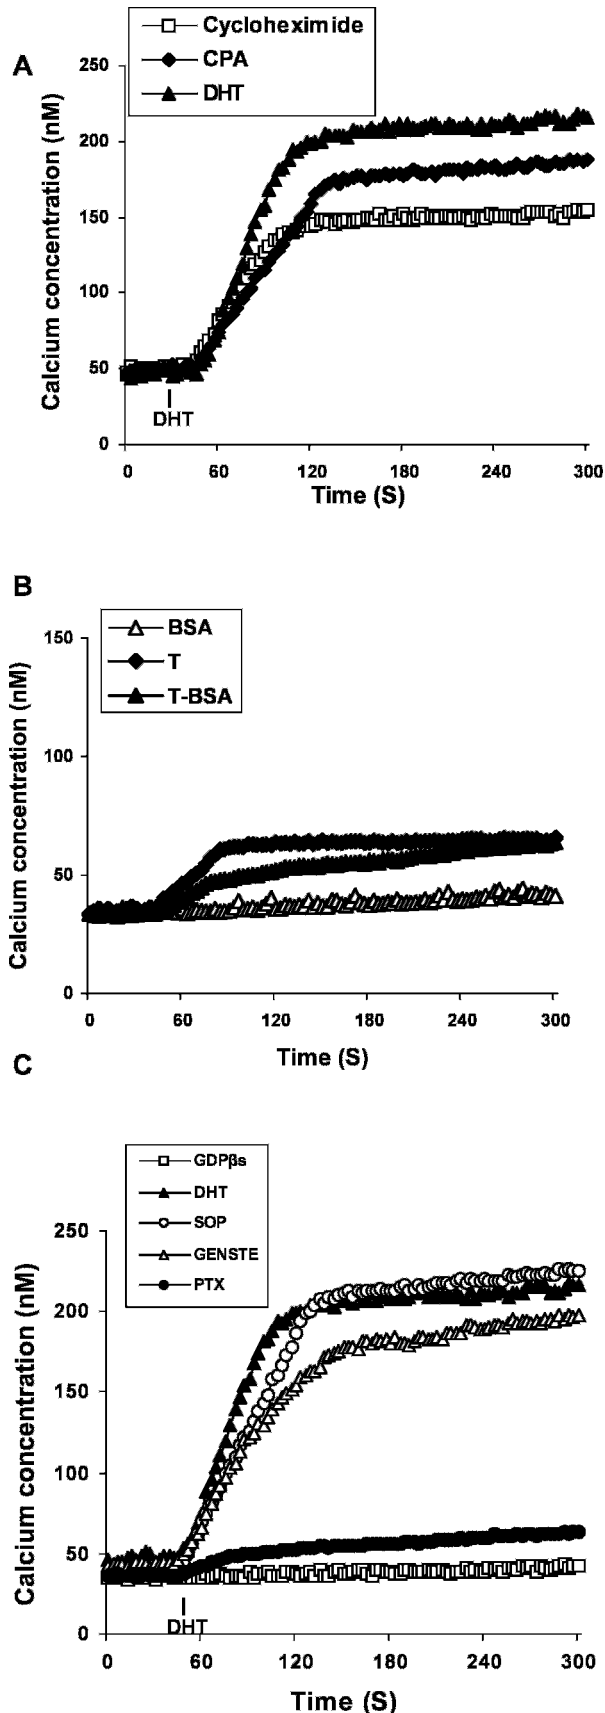 A
Cycloheximide
CPA
DHT
Calcium concentration (nM)
250
200
150
100
50
0
DHT
0 60 120 180 240 300
Time (S)
B
BSA
T
T-BSA
Calcium concentration (nM)
150
100
50
0
0 60 120 180 240 300
Time (S)
C
GDPβs
DHT
SOP
GENSTE
PTX
Calcium concentration (nM)
250
200
150
100
50
0
DHT
0 60 120 180 240 300
Time (S)